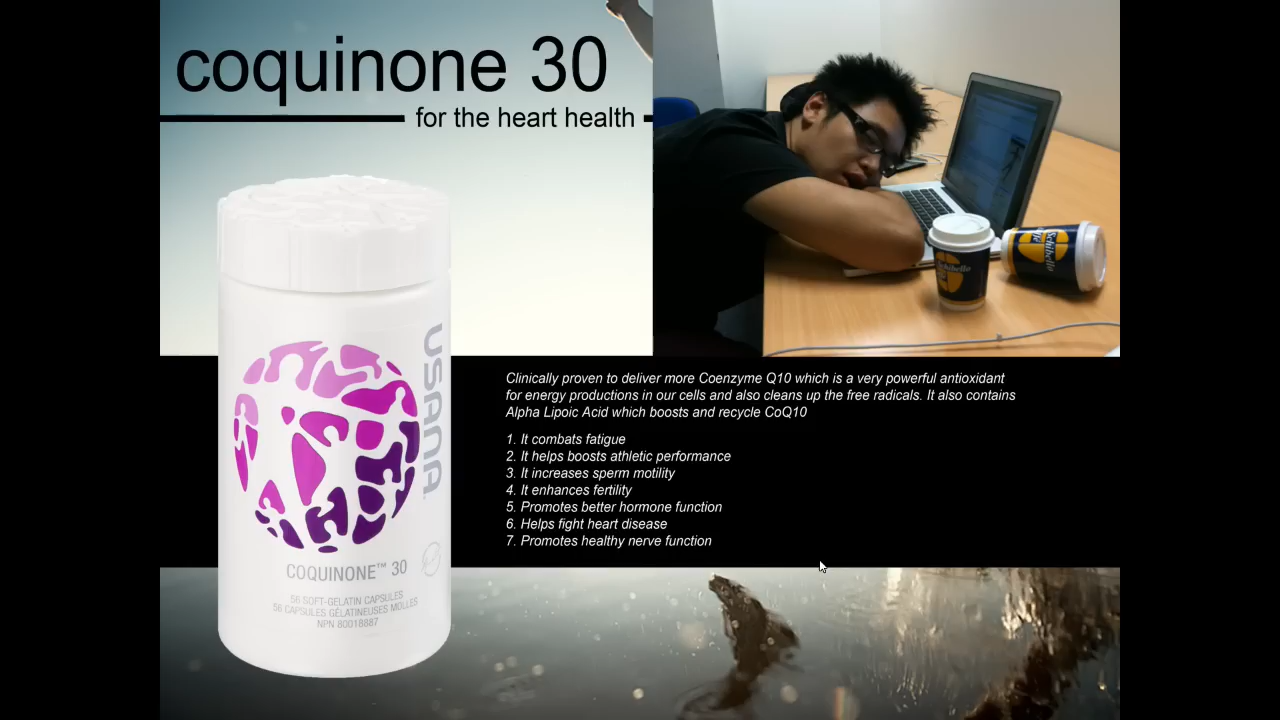 coquinone 30
for the heart health
USANA
COQUINONE™ 30
56 SOFT-GELATIN CAPSULES
56 CAPSULES GÉLATINEUSES MOLLES
NPN 80018887
Schibello
Schibello
Clinically proven to deliver more Coenzyme Q10 which is a very powerful antioxidant
for energy productions in our cells and also cleans up the free radicals. It also contains
Alpha Lipoic Acid which boosts and recycle CoQ10
1. It combats fatigue
2. It helps boosts athletic performance
3. It increases sperm motility
4. It enhances fertility
5. Promotes better hormone function
6. Helps fight heart disease
7. Promotes healthy nerve function